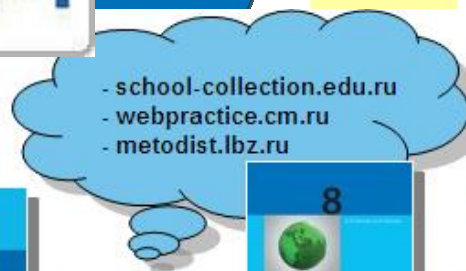 - school-collection.edu.ru
- webpractice.cm.ru
- metodist.lbz.ru
8